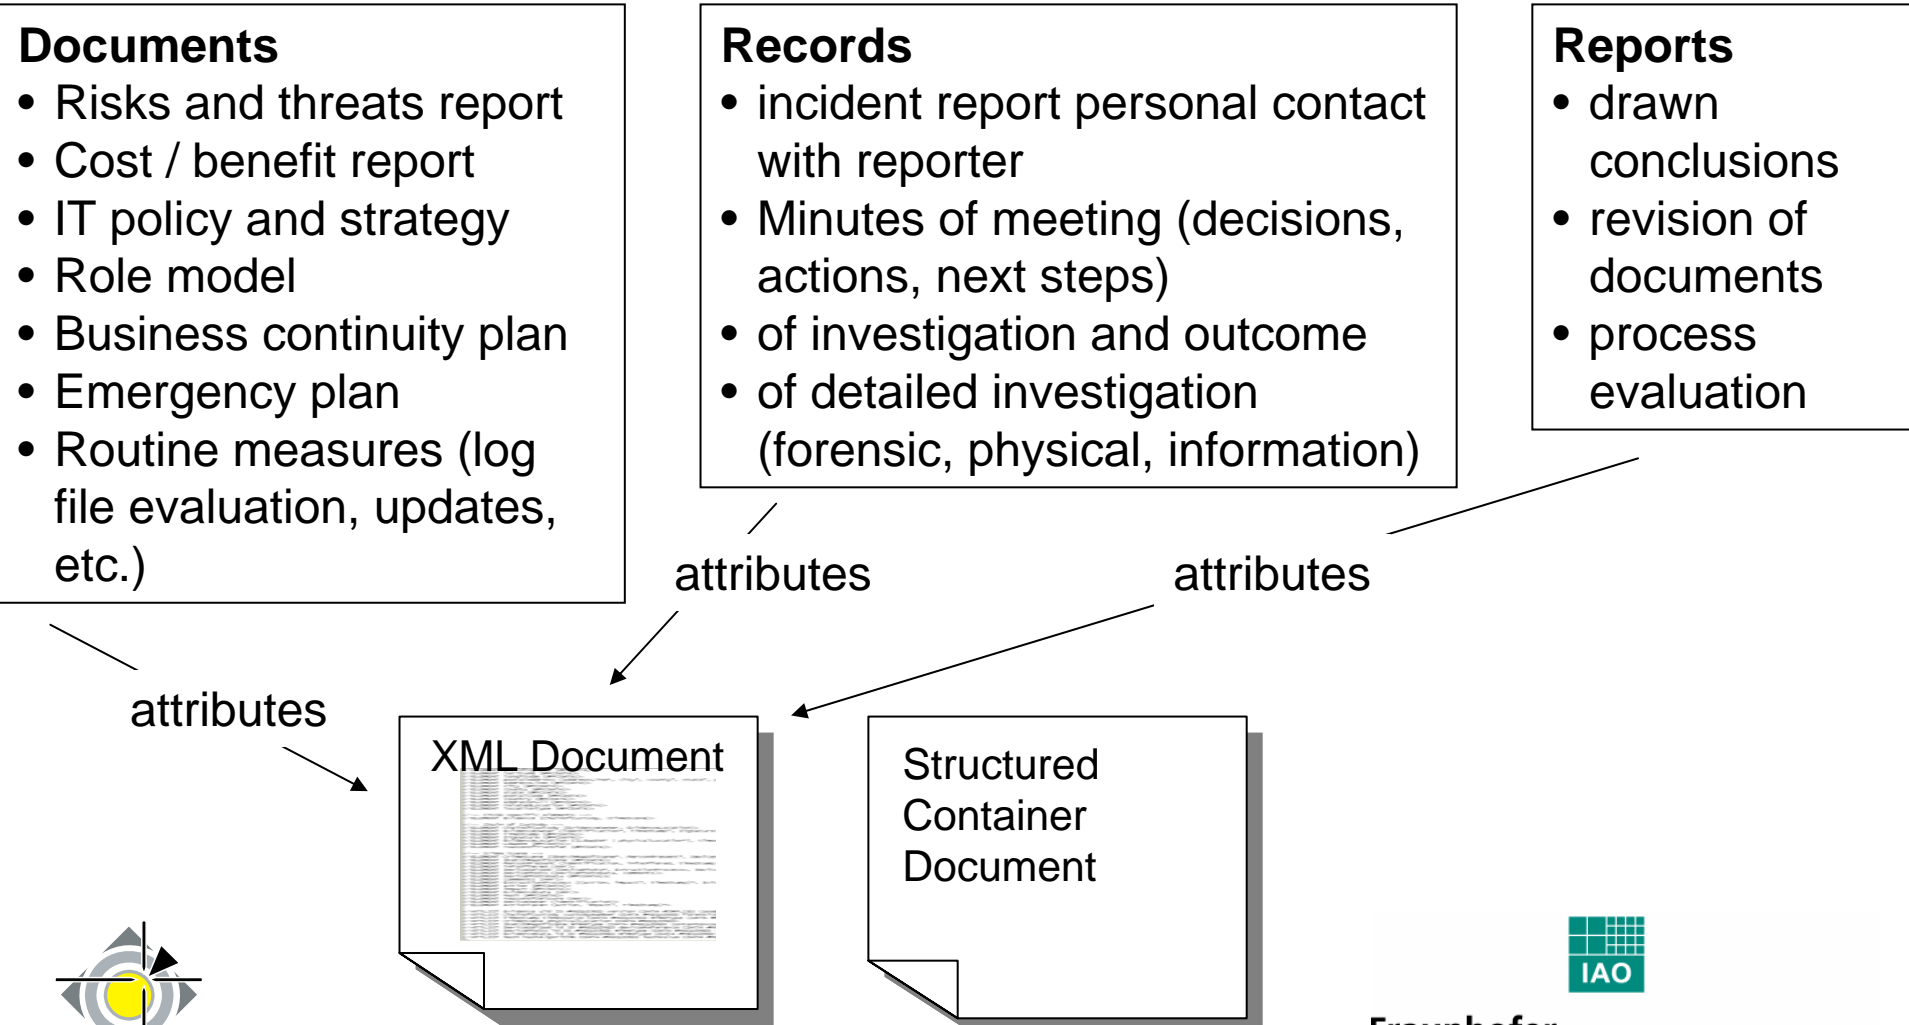 Documents
• Risks and threats report
• Cost / benefit report
• IT policy and strategy
• Role model
• Business continuity plan
• Emergency plan
• Routine measures (log
file evaluation, updates,
etc.)
Records
• incident report personal contact
with reporter
• Minutes of meeting (decisions,
actions, next steps)
• of investigation and outcome
• of detailed investigation
(forensic, physical, information)
Reports
• drawn
conclusions
• revision of
documents
• process
evaluation
attributes
attributes
attributes
XML Document
Structured
Container
Document
IAO
Fraunhofer